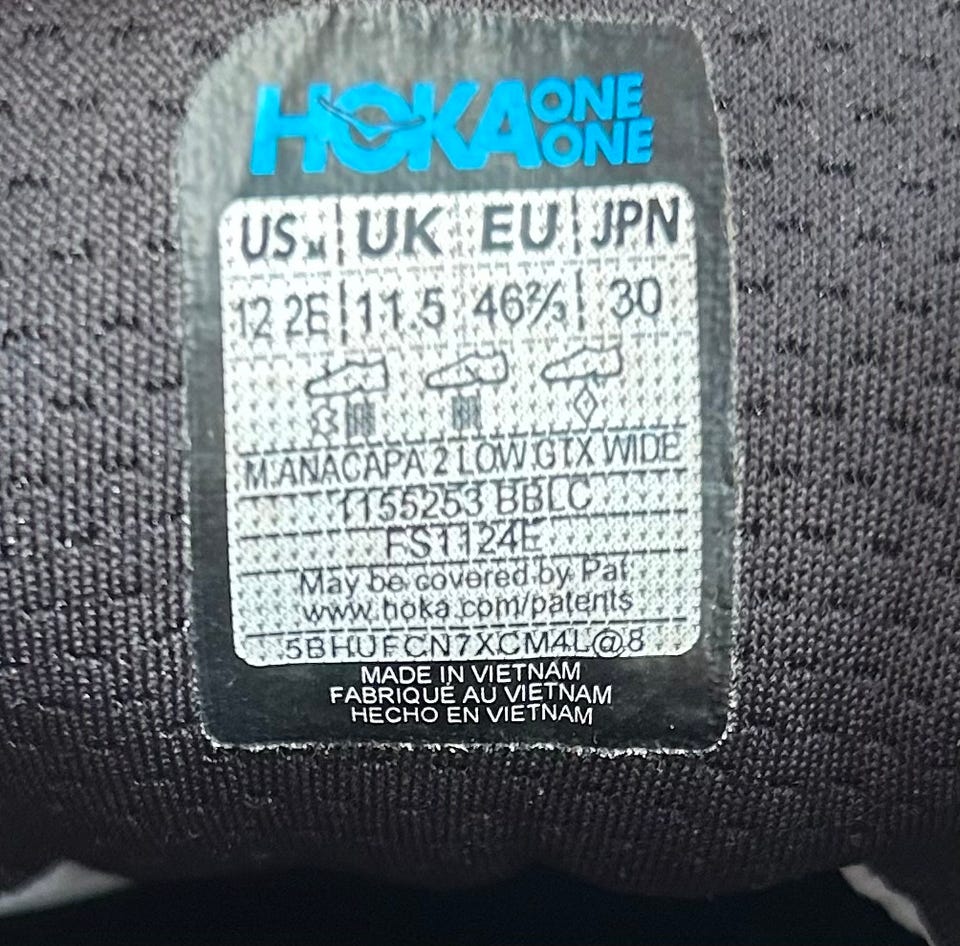 HOKA ONE ONE
US M UK EU JPN
12 2E 11.5 46⅔ 30
M ANACAPA 2 LOW GTX WIDE
1155253 BBLC
FS1124E
May be covered by Pat.
www.hoka.com/patents
5BHUFCN7XCM4L@8
MADE IN VIETNAM
FABRIQUÉ AU VIETNAM
HECHO EN VIETNAM